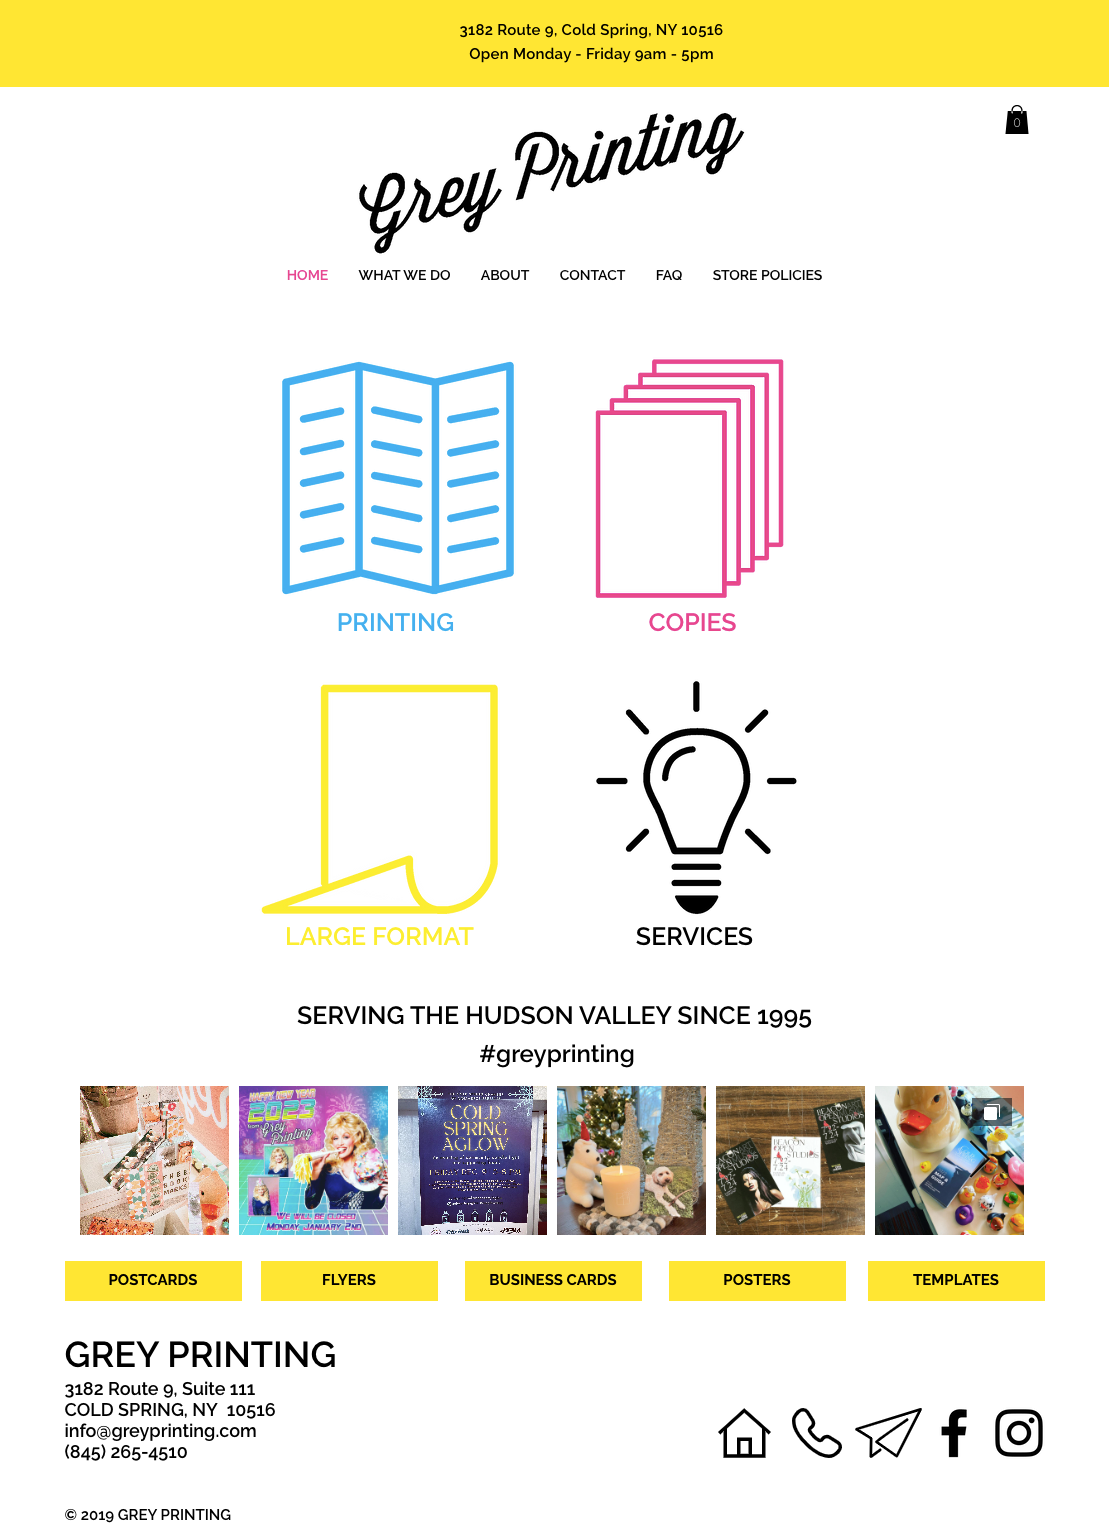 3182 Route 9, Cold Spring, NY 10516
Open Monday - Friday 9am - 5pm
0
Grey Printing
HOME
WHAT WE DO
ABOUT
CONTACT
FAQ
STORE POLICIES
PRINTING
COPIES
LARGE FORMAT
SERVICES
SERVING THE HUDSON VALLEY SINCE 1995
#greyprinting
HAPPY NEW YEAR
2023
from Grey
Printing
WE WILL BE CLOSED
MONDAY JANUARY 2ND
COLD
SPRING
AGLOW
POSTCARDS
FLYERS
BUSINESS CARDS
POSTERS
TEMPLATES
GREY PRINTING
3182 Route 9, Suite 111
COLD SPRING, NY  10516
info@greyprinting.com
(845) 265-4510
© 2019 GREY PRINTING